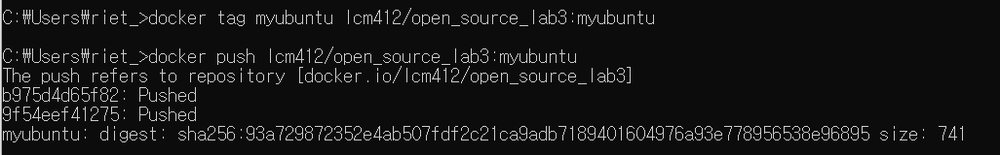 C:₩Users₩riet_>docker tag myubuntu lcm412/open_source_lab3:myubuntu
C:₩Users₩riet_>docker push lcm412/open_source_lab3:myubuntu
The push refers to repository [docker.io/lcm412/open_source_lab3]
b975d4d65f82: Pushed
9f54eef41275: Pushed
myubuntu: digest: sha256:93a729872352e4ab507fdf2c21ca9adb7189401604976a93e778956538e96895 size: 741